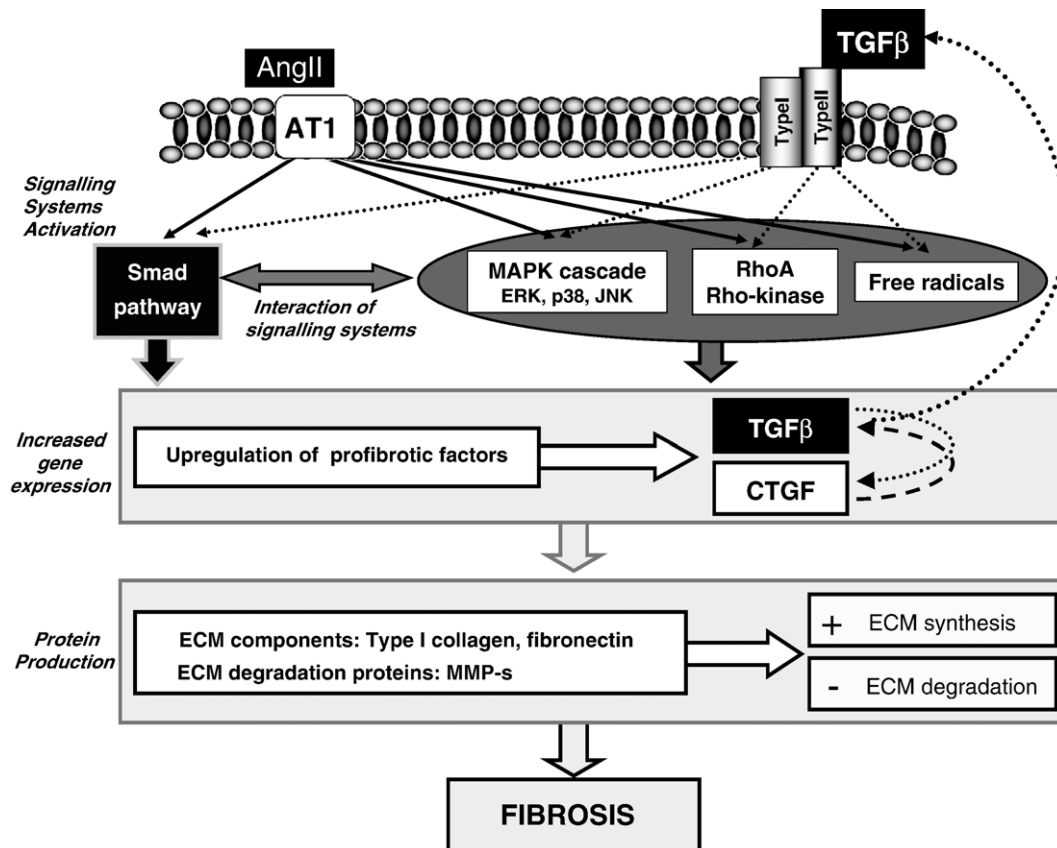 TGFβ
AngII
AT1
TypeI
TypeII
Signalling
Systems
Activation
Smad
pathway
Interaction of
signalling systems
MAPK cascade
ERK, p38, JNK
RhoA
Rho-kinase
Free radicals
Increased
gene
expression
Upregulation of profibrotic factors
TGFβ
CTGF
Protein
Production
ECM components: Type I collagen, fibronectin
ECM degradation proteins: MMP-s
+ ECM synthesis
- ECM degradation
FIBROSIS